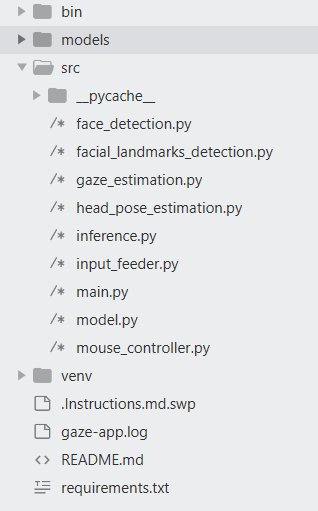 bin
models
src
__pycache__
/* face_detection.py
/* facial_landmarks_detection.py
/* gaze_estimation.py
/* head_pose_estimation.py
/* inference.py
/* input_feeder.py
/* main.py
/* model.py
/* mouse_controller.py
venv
.Instructions.md.swp
gaze-app.log
<> README.md
requirements.txt